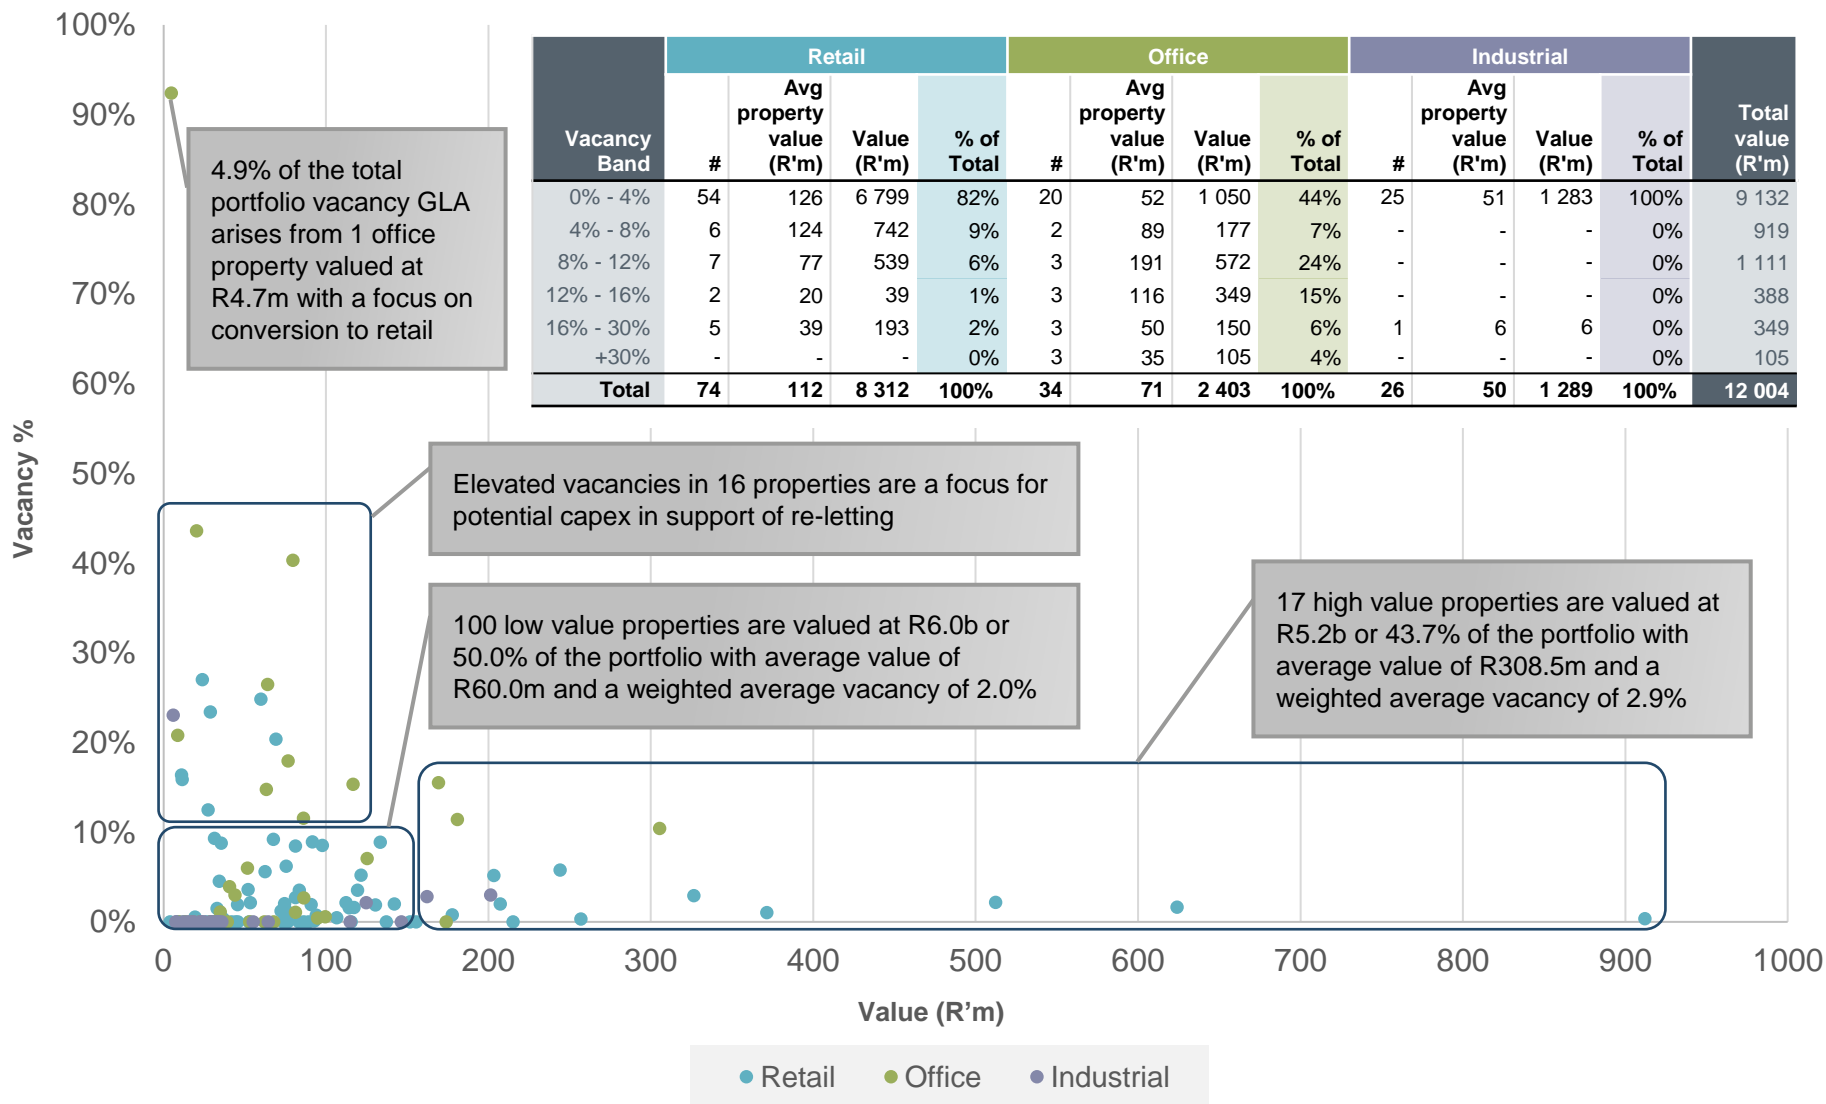 100%
90%
80%
70%
60%
50%
40%
30%
20%
10%
0%
Vacancy %
Retail Office Industrial
Vacancy Band # Avg property value (R'm) Value (R'm) % of Total # Avg property value (R'm) Value (R'm) % of Total # Avg property value (R'm) Value (R'm) % of Total Total value (R'm)
0% - 4% 54 126 6 799 82% 20 52 1 050 44% 25 51 1 283 100% 9 132
4% - 8% 6 124 742 9% 2 89 177 7% - - - 0% 919
8% - 12% 7 77 539 6% 3 191 572 24% - - - 0% 1 111
12% - 16% 2 20 39 1% 3 116 349 15% - - - 0% 388
16% - 30% 5 39 193 2% 3 50 150 6% 1 6 6 0% 349
+30% - - - 0% 3 35 105 4% - - - 0% 105
Total 74 112 8 312 100% 34 71 2 403 100% 26 50 1 289 100% 12 004
4.9% of the total
portfolio vacancy GLA
arises from 1 office
property valued at
R4.7m with a focus on
conversion to retail
Elevated vacancies in 16 properties are a focus for
potential capex in support of re-letting
100 low value properties are valued at R6.0b or
50.0% of the portfolio with average value of
R60.0m and a weighted average vacancy of 2.0%
17 high value properties are valued at
R5.2b or 43.7% of the portfolio with
average value of R308.5m and a
weighted average vacancy of 2.9%
0 100 200 300 400 500 600 700 800 900 1000
Value (R’m)
Retail Office Industrial